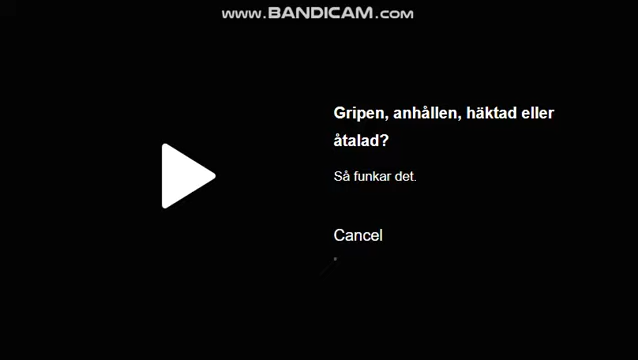 www.BANDICAM.com
Gripen, anhållen, häktad eller
åtalad?
Så funkar det.
Cancel